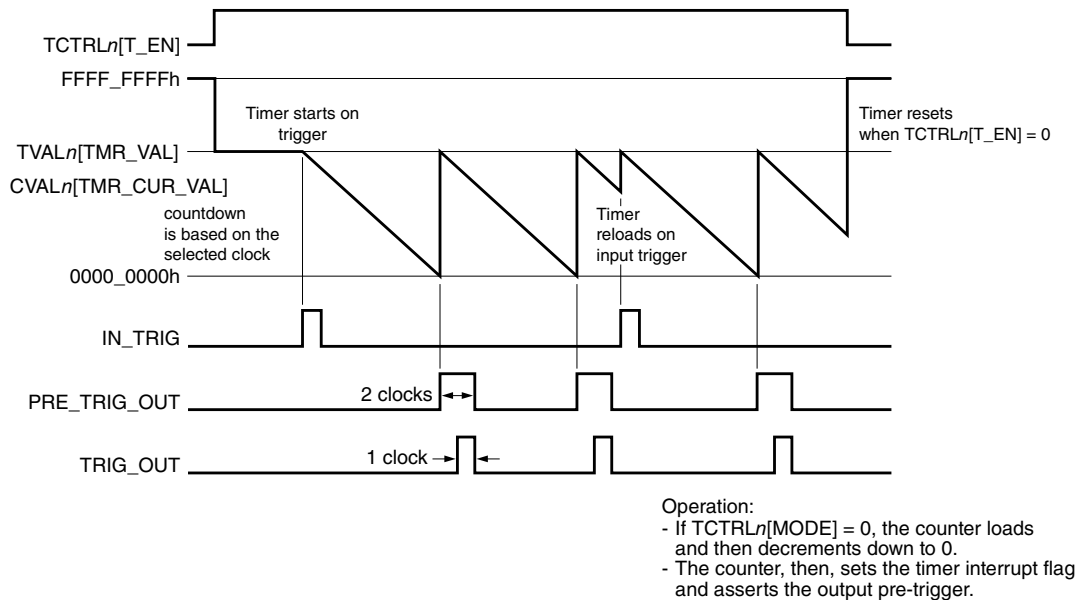 TCTRLn[T_EN]
FFFF_FFFFh
Timer starts on
trigger
Timer resets
when TCTRLn[T_EN] = 0
TVALn[TMR_VAL]
CVALn[TMR_CUR_VAL]
countdown
is based on the
selected clock
Timer
reloads on
input trigger
0000_0000h
IN_TRIG
PRE_TRIG_OUT
2 clocks
TRIG_OUT
1 clock
Operation:
- If TCTRLn[MODE] = 0, the counter loads
and then decrements down to 0.
- The counter, then, sets the timer interrupt flag
and asserts the output pre-trigger.